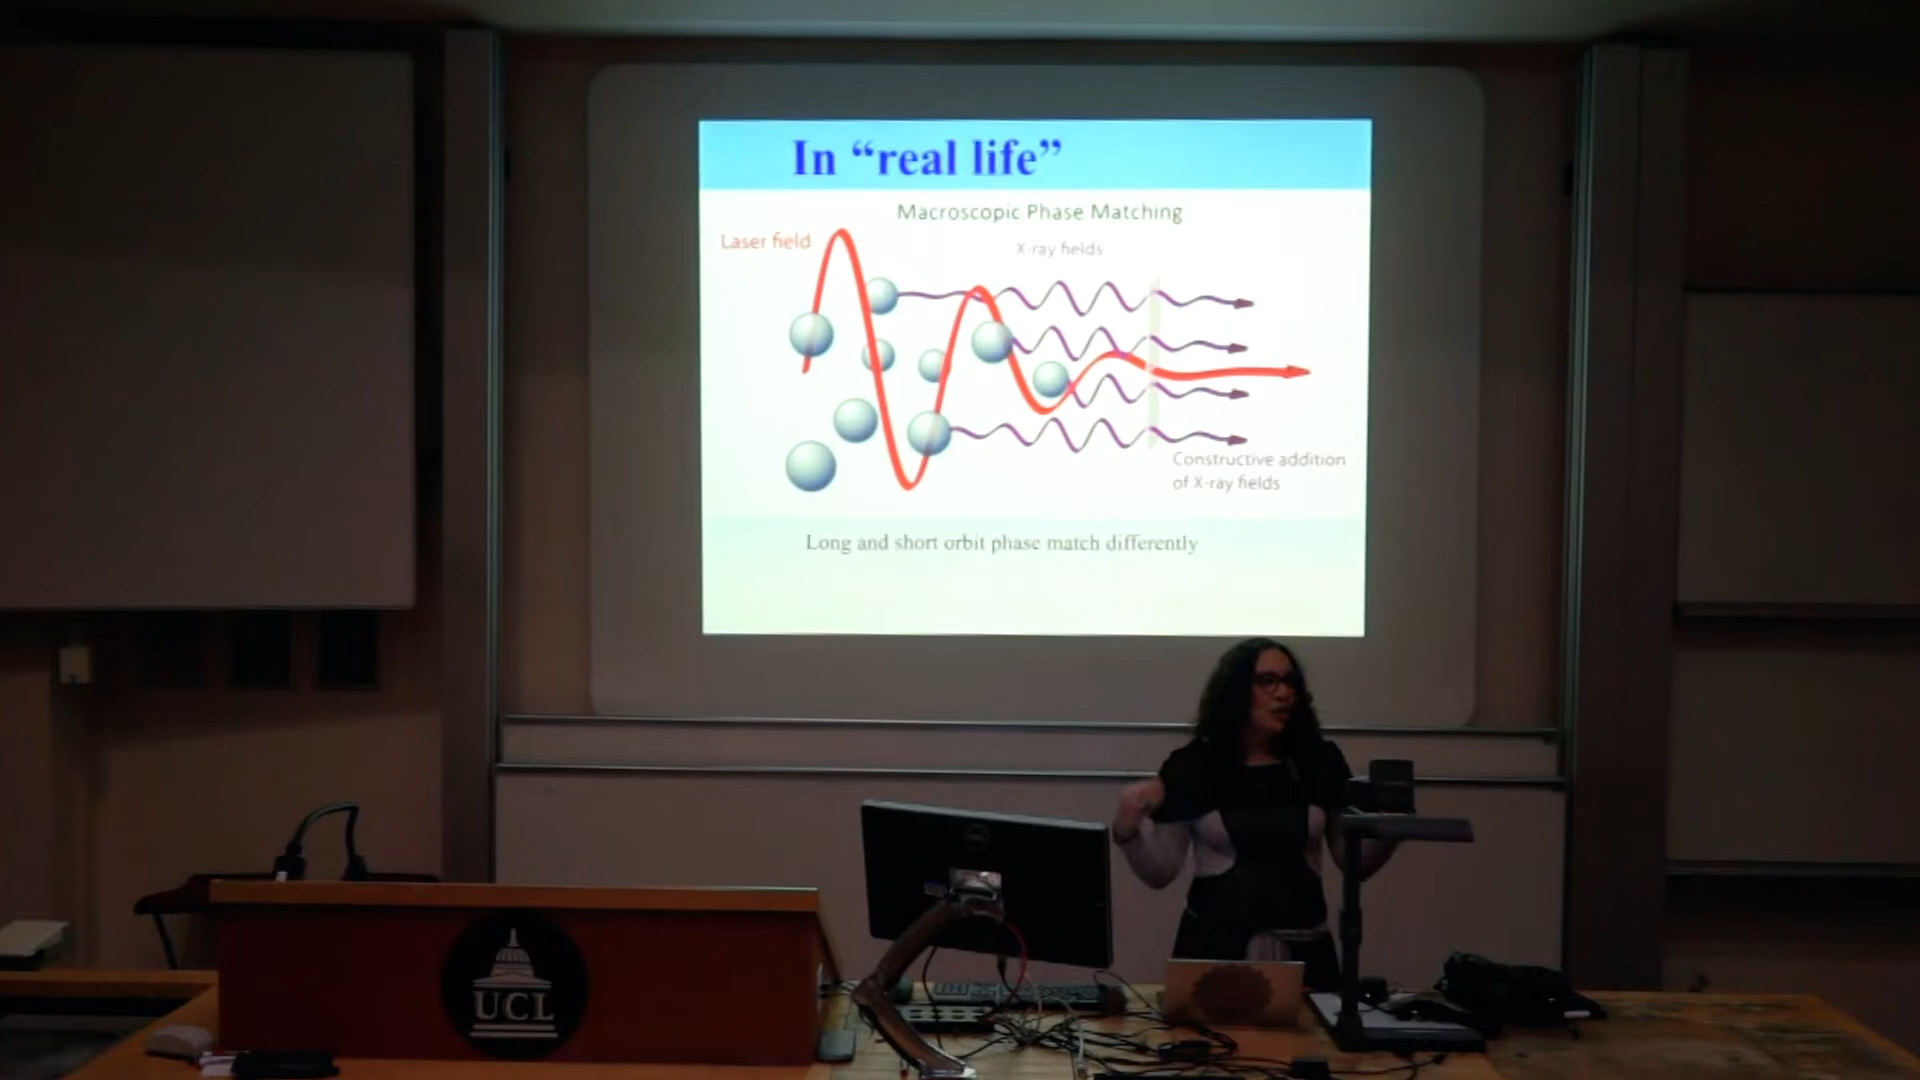 In “real life”
Macroscopic Phase Matching
Laser field
X-ray fields
Constructive addition
of X-ray fields
Long and short orbit phase match differently
UCL